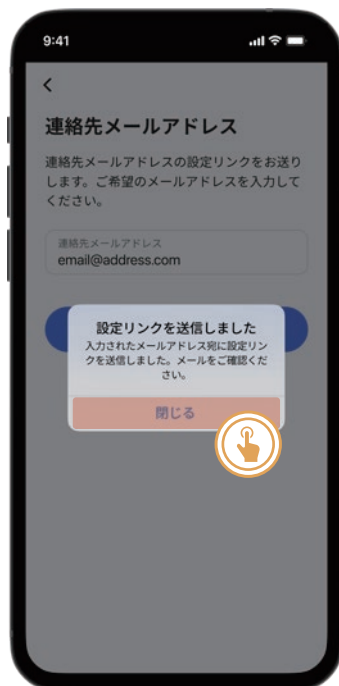 9:41
連絡先メールアドレス
連絡先メールアドレスの設定リンクをお送り
します。ご希望のメールアドレスを入力して
ください。
連絡先メールアドレス
email@address.com
設定リンクを送信しました
入力されたメールアドレス宛に設定リン
クを送信しました。メールをご確認くだ
さい。
閉じる